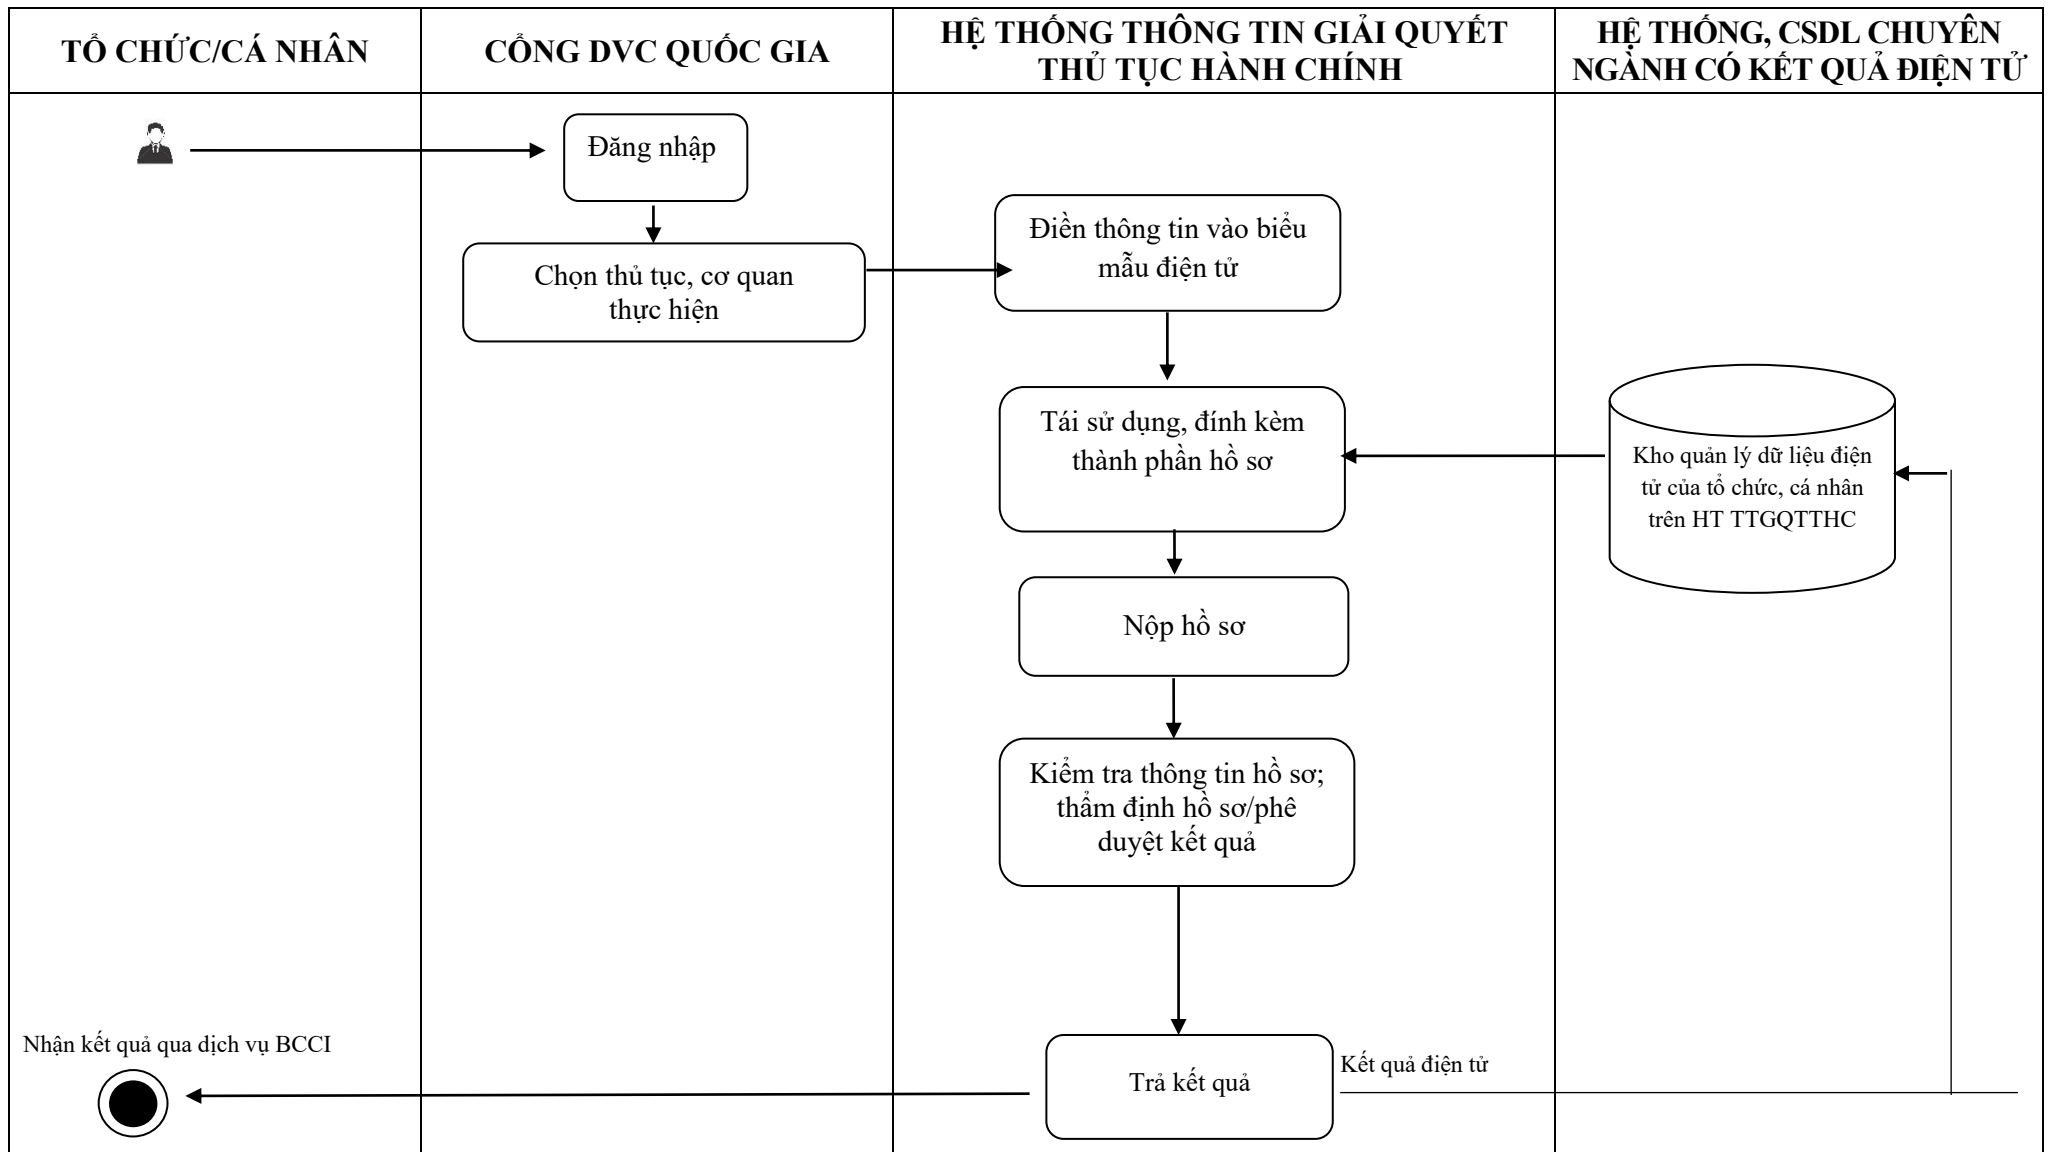 TỔ CHỨC/CÁ NHÂN
CỔNG DVC QUỐC GIA
HỆ THỐNG THÔNG TIN GIẢI QUYẾT
THỦ TỤC HÀNH CHÍNH
HỆ THỐNG, CSDL CHUYÊN
NGÀNH CÓ KẾT QUẢ ĐIỆN TỬ
Đăng nhập
Chọn thủ tục, cơ quan
thực hiện
Điền thông tin vào biểu
mẫu điện tử
Tái sử dụng, đính kèm
thành phần hồ sơ
Kho quản lý dữ liệu điện
tử của tổ chức, cá nhân
trên HT TTGQTTHC
Nộp hồ sơ
Kiểm tra thông tin hồ sơ;
thẩm định hồ sơ/phê
duyệt kết quả
Nhận kết quả qua dịch vụ BCCI
Trả kết quả
Kết quả điện tử